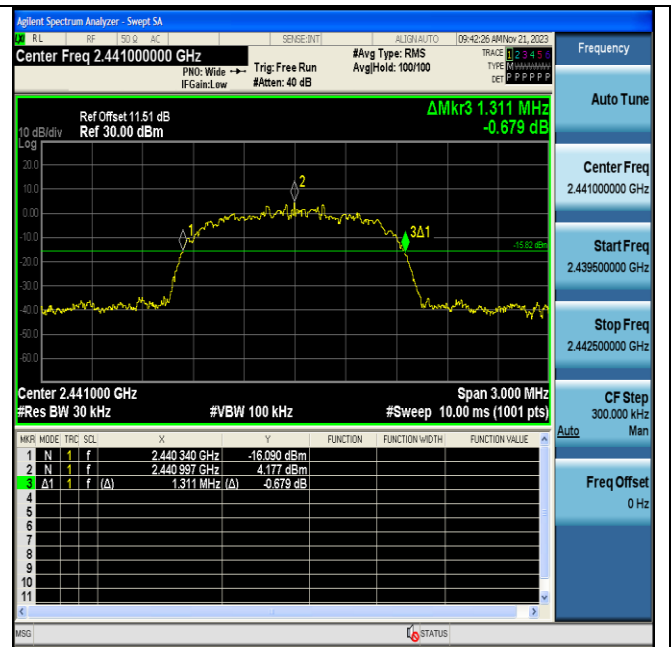 Agilent Spectrum Analyzer - Swept SA
RL RF 50 Ω AC SENSE:INT ALIGN AUTO 09:42:26 AM Nov 21, 2023
Center Freq 2.441000000 GHz
PNO: Wide
IFGain:Low
Trig: Free Run
#Atten: 40 dB
#Avg Type: RMS
Avg|Hold: 100/100
TRACE 1 2 3 4 5 6
TYPE M WWWWW
DET P P P P P P
ΔMkr3 1.311 MHz
-0.679 dB
Ref Offset 11.51 dB
10 dB/div Ref 30.00 dBm
Log
20.0
10.0
0.00
-10.0
-20.0
-30.0
-40.0
-50.0
-60.0
1
2
3Δ1
-15.82 dBm
Center 2.441000 GHz Span 3.000 MHz
#Res BW 30 kHz #VBW 100 kHz #Sweep 10.00 ms (1001 pts)
MKR MODE TRC SCL X Y FUNCTION FUNCTION WIDTH FUNCTION VALUE
1 N 1 f 2.440 340 GHz -16.090 dBm
2 N 1 f 2.440 997 GHz 4.177 dBm
3 Δ1 1 f (Δ) 1.311 MHz (Δ) -0.679 dB
4
5
6
7
8
9
10
11
MSG STATUS
Frequency
Auto Tune
Center Freq
2.441000000 GHz
Start Freq
2.439500000 GHz
Stop Freq
2.442500000 GHz
CF Step
300.000 kHz
Auto Man
Freq Offset
0 Hz